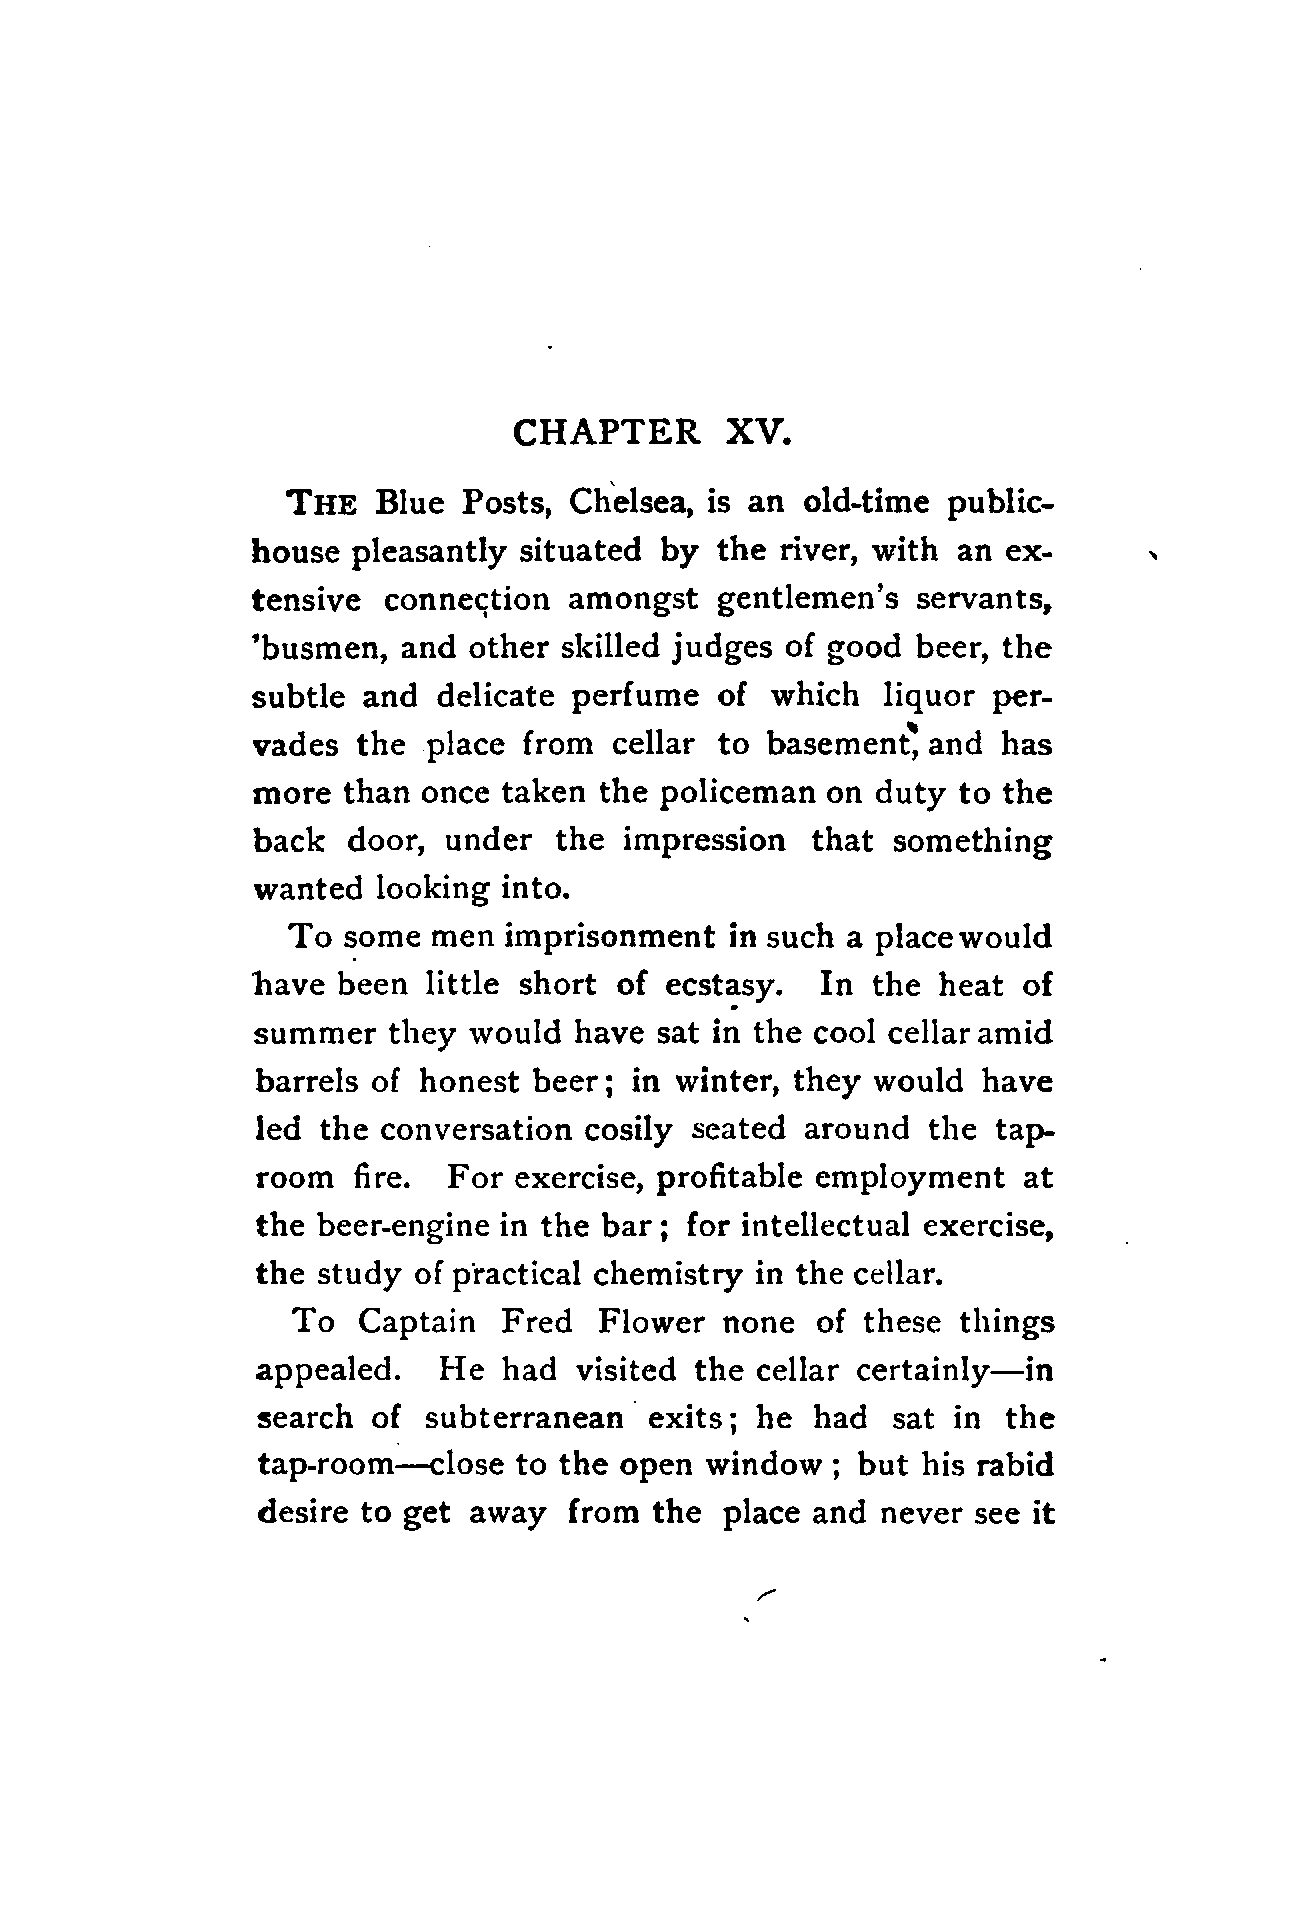 CHAPTER XV.
THE Blue Posts, Chelsea, is an old-time public-
house pleasantly situated by the river, with an ex-
tensive connection amongst gentlemen's servants,
'busmen, and other skilled judges of good beer, the
subtle and delicate perfume of which liquor per-
vades the place from cellar to basement, and has
more than once taken the policeman on duty to the
back door, under the impression that something
wanted looking into.
To some men imprisonment in such a place would
have been little short of ecstasy. In the heat of
summer they would have sat in the cool cellar amid
barrels of honest beer; in winter, they would have
led the conversation cosily seated around the tap-
room fire. For exercise, profitable employment at
the beer-engine in the bar; for intellectual exercise,
the study of practical chemistry in the cellar.
To Captain Fred Flower none of these things
appealed. He had visited the cellar certainly—in
search of subterranean exits; he had sat in the
tap-room—close to the open window; but his rabid
desire to get away from the place and never see it